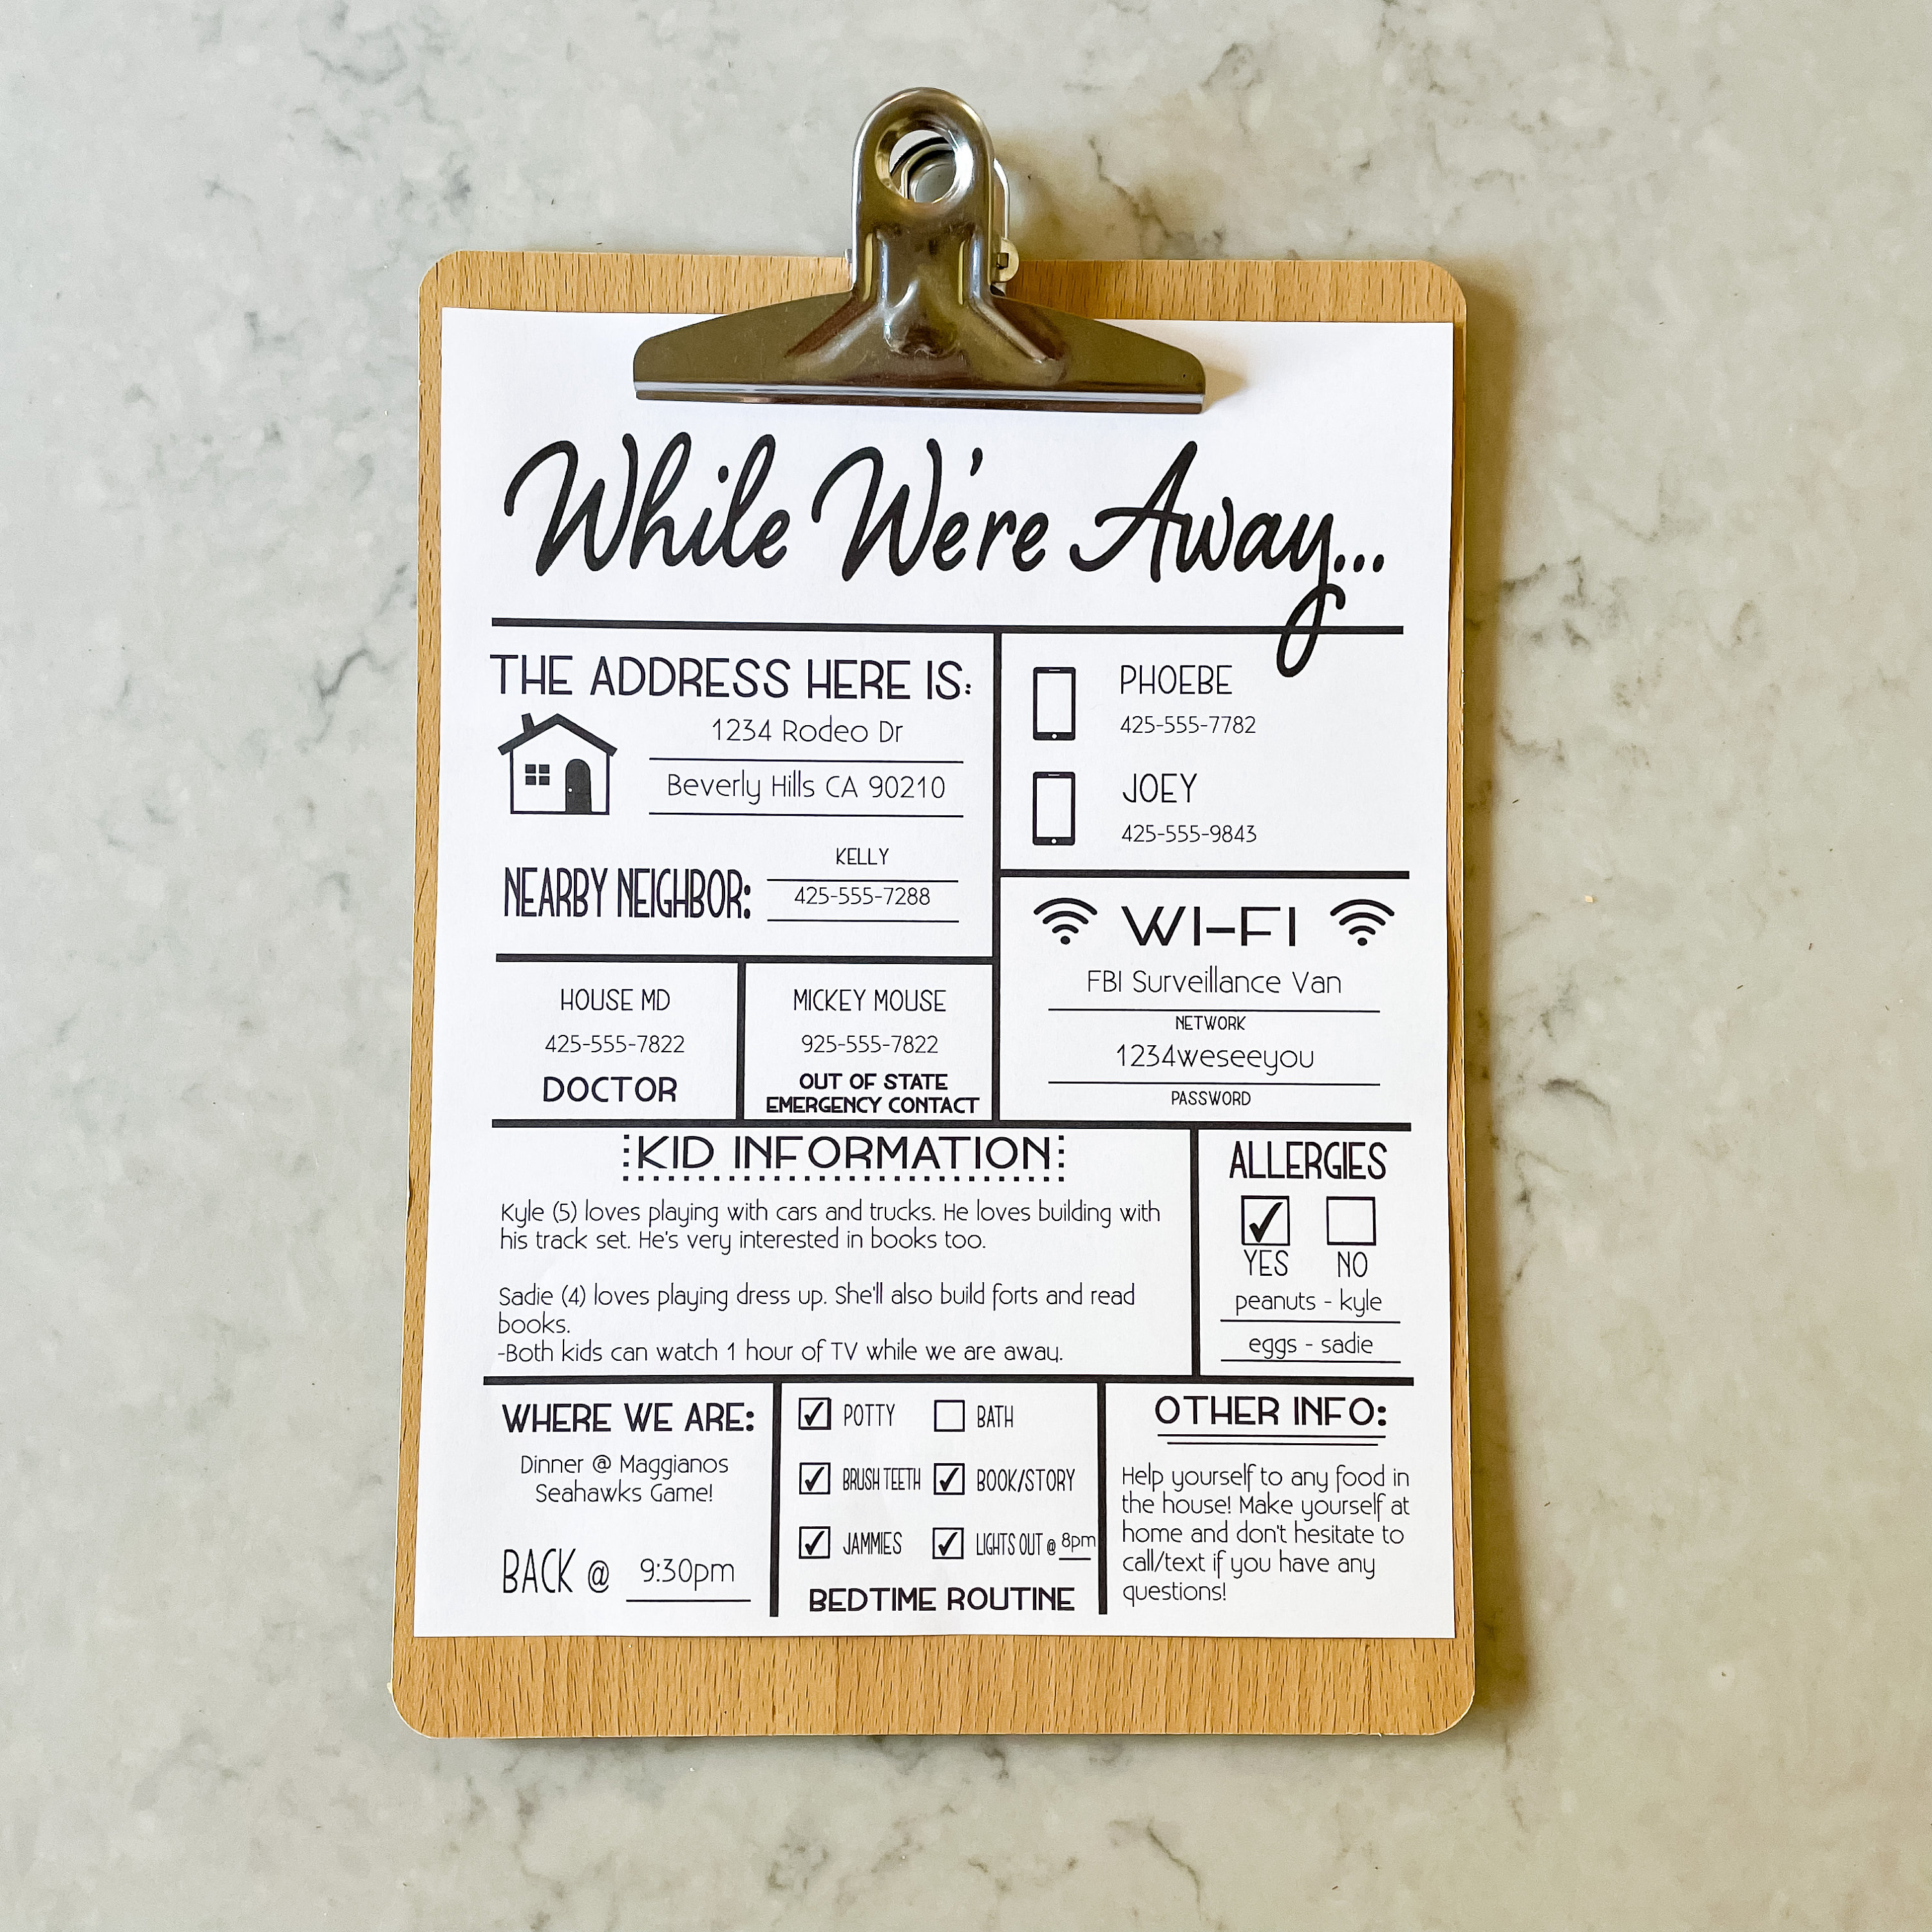 While We're Away...
THE ADDRESS HERE IS:
1234 Rodeo Dr
Beverly Hills CA 90210
NEARBY NEIGHBOR:
KELLY
425-555-7288
PHOEBE
425-555-7782
JOEY
425-555-9843
WI-FI
FBI Surveillance Van
NETWORK
1234weseeyou
PASSWORD
HOUSE MD
425-555-7822
DOCTOR
MICKEY MOUSE
925-555-7822
OUT OF STATE
EMERGENCY CONTACT
KID INFORMATION
Kyle (5) loves playing with cars and trucks. He loves building with
his track set. He's very interested in books too.
Sadie (4) loves playing dress up. She'll also build forts and read
books.
-Both kids can watch 1 hour of TV while we are away.
ALLERGIES
YES NO
peanuts - kyle
eggs - sadie
WHERE WE ARE:
Dinner @ Maggianos
Seahawks Game!
BACK @ 9:30pm
POTTY BATH
BRUSH TEETH BOOK/STORY
JAMMIES LIGHTS OUT @ 8pm
BEDTIME ROUTINE
OTHER INFO:
Help yourself to any food in
the house! Make yourself at
home and don't hesitate to
call/text if you have any
questions!